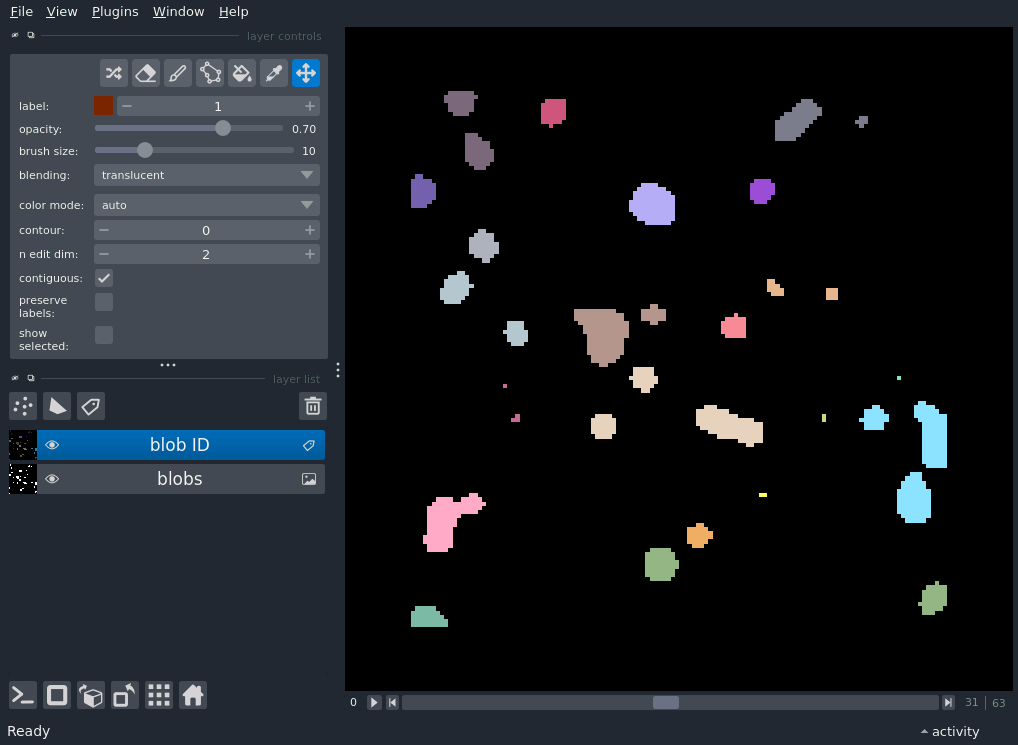 File View Plugins Window Help
layer controls
label: 1
opacity: 0.70
brush size: 10
blending: translucent
color mode: auto
contour: 0
n edit dim: 2
contiguous:
preserve
labels:
show
selected:
layer list
blob ID
blobs
0 31 63
Ready activity